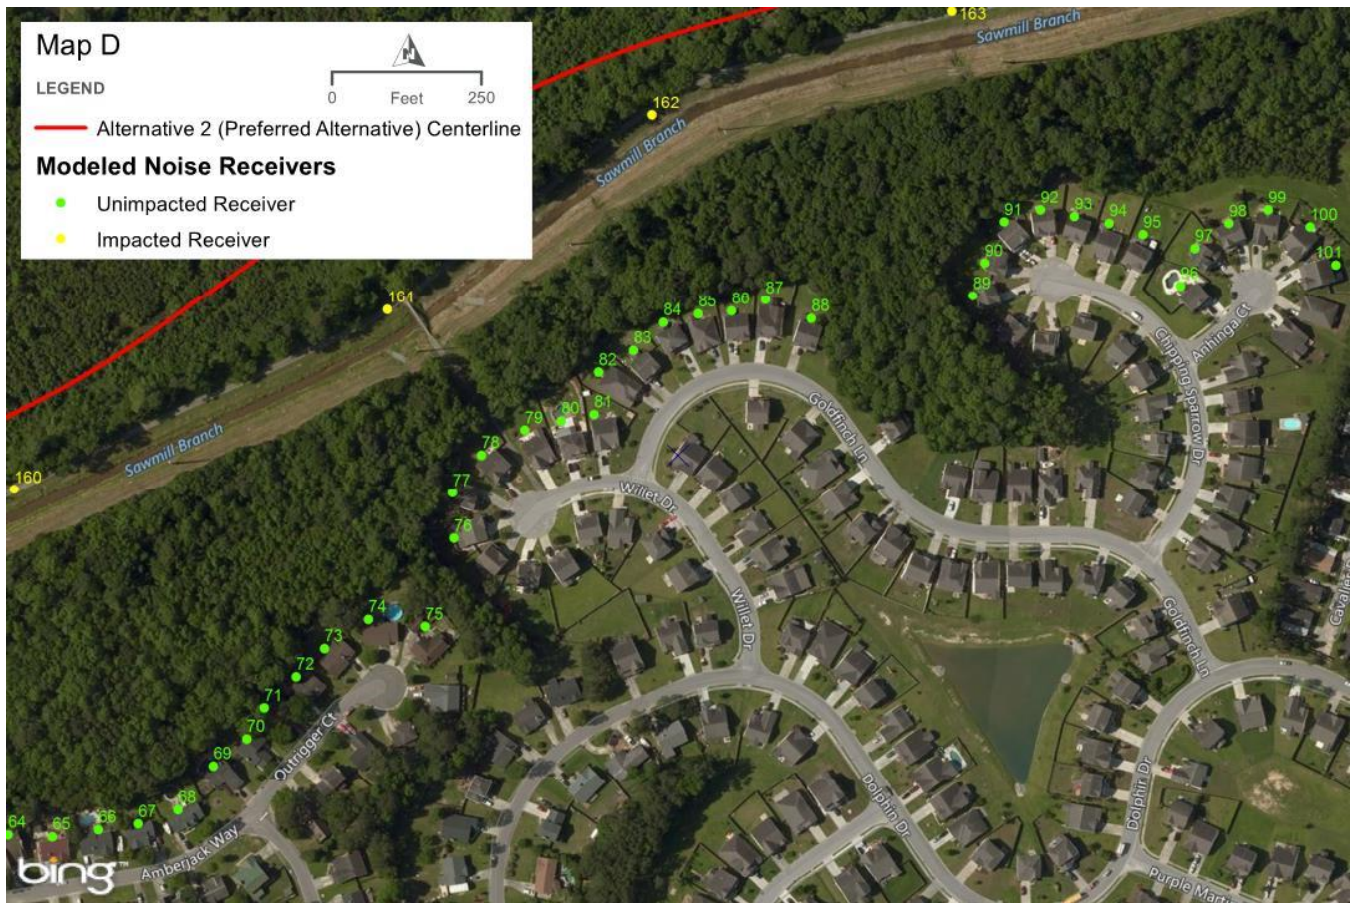 Map D
LEGEND
N
0 Feet 250
Alternative 2 (Preferred Alternative) Centerline
Modeled Noise Receivers
Unimpacted Receiver
Impacted Receiver
163
Sawmill Branch
162
Sawmill Branch
161
Sawmill Branch
160
91
92
93
94
95
90
89
96
97
98
99
100
101
Anhinga Ct
Chipping Sparrow Dr
84
85
86
87
88
83
82
81
80
79
78
77
76
Goldfinch Ln
Willet Dr
Willet Dr
Goldfinch Ln
74
75
73
72
71
70
69
68
67
66
65
64
Outrigger Ct
Amberjack Way
Dolphin Dr
Dolphin Dr
Purple Marti
Cavalier
bing™